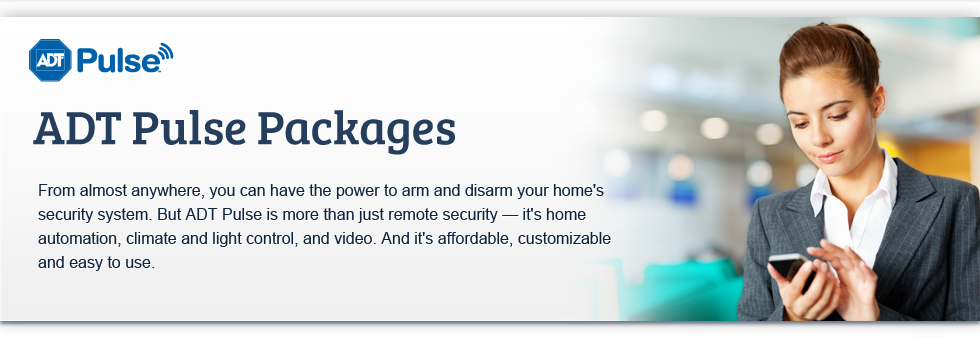 ADT Pulse
ADT Pulse Packages
From almost anywhere, you can have the power to arm and disarm your home's
security system. But ADT Pulse is more than just remote security — it's home
automation, climate and light control, and video. And it's affordable, customizable
and easy to use.